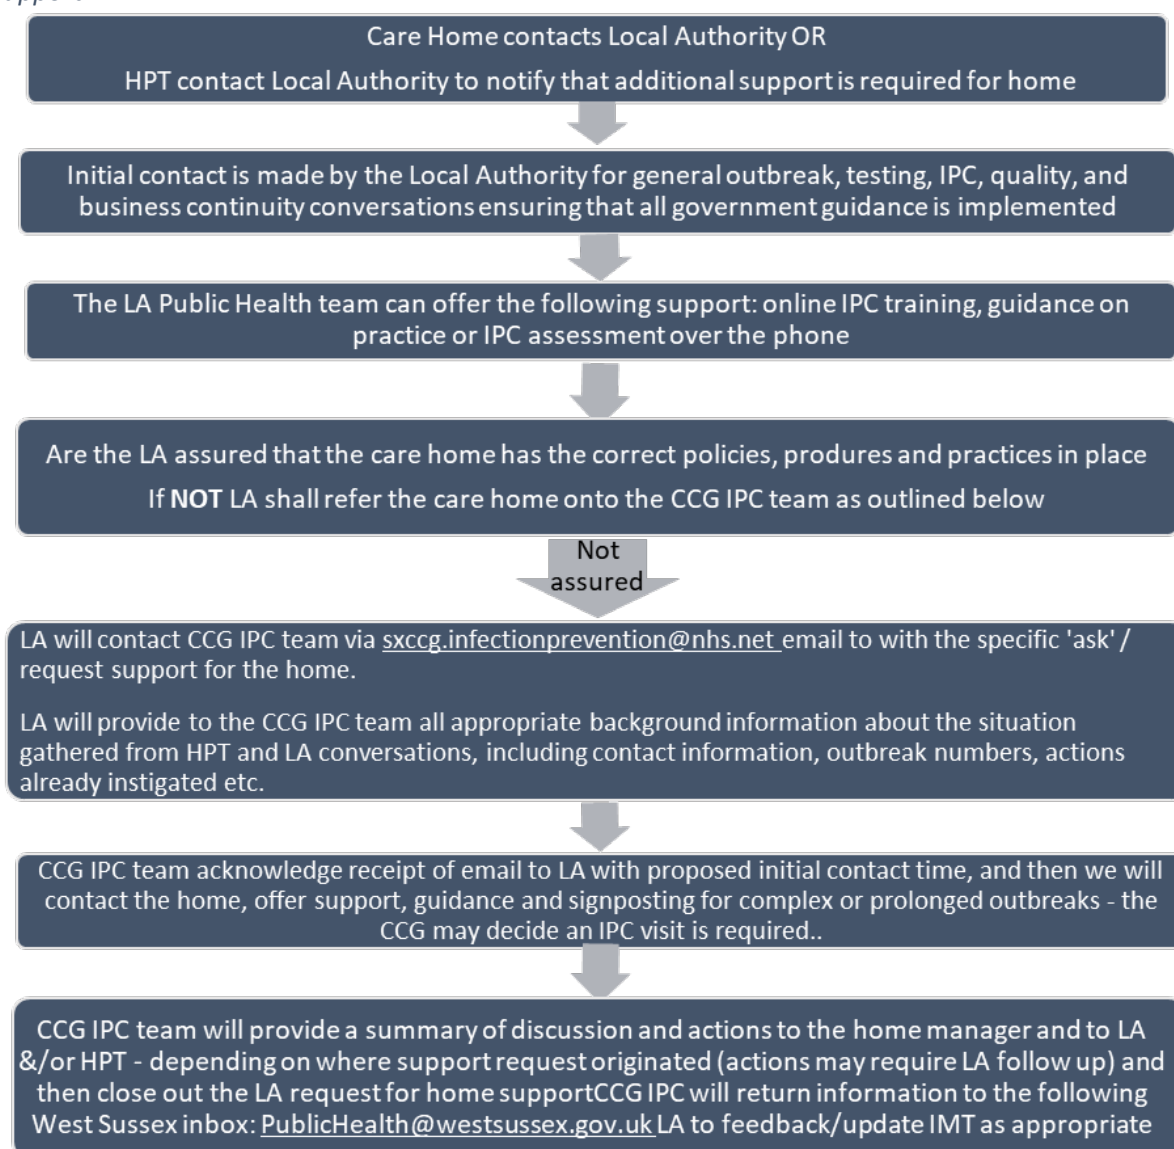 Care Home contacts Local Authority OR
HPT contact Local Authority to notify that additional support is required for home
Initial contact is made by the Local Authority for general outbreak, testing, IPC, quality, and
business continuity conversations ensuring that all government guidance is implemented
The LA Public Health team can offer the following support: online IPC training, guidance on
practice or IPC assessment over the phone
Are the LA assured that the care home has the correct policies, produres and practices in place
If NOT LA shall refer the care home onto the CCG IPC team as outlined below
Not
assured
LA will contact CCG IPC team via sxccg.infectionprevention@nhs.net email to with the specific 'ask' /
request support for the home.
LA will provide to the CCG IPC team all appropriate background information about the situation
gathered from HPT and LA conversations, including contact information, outbreak numbers, actions
already instigated etc.
CCG IPC team acknowledge receipt of email to LA with proposed initial contact time, and then we will
contact the home, offer support, guidance and signposting for complex or prolonged outbreaks - the
CCG may decide an IPC visit is required..
CCG IPC team will provide a summary of discussion and actions to the home manager and to LA
&/or HPT - depending on where support request originated (actions may require LA follow up) and
then close out the LA request for home supportCCG IPC will return information to the following
West Sussex inbox: PublicHealth@westsussex.gov.uk LA to feedback/update IMT as appropriate